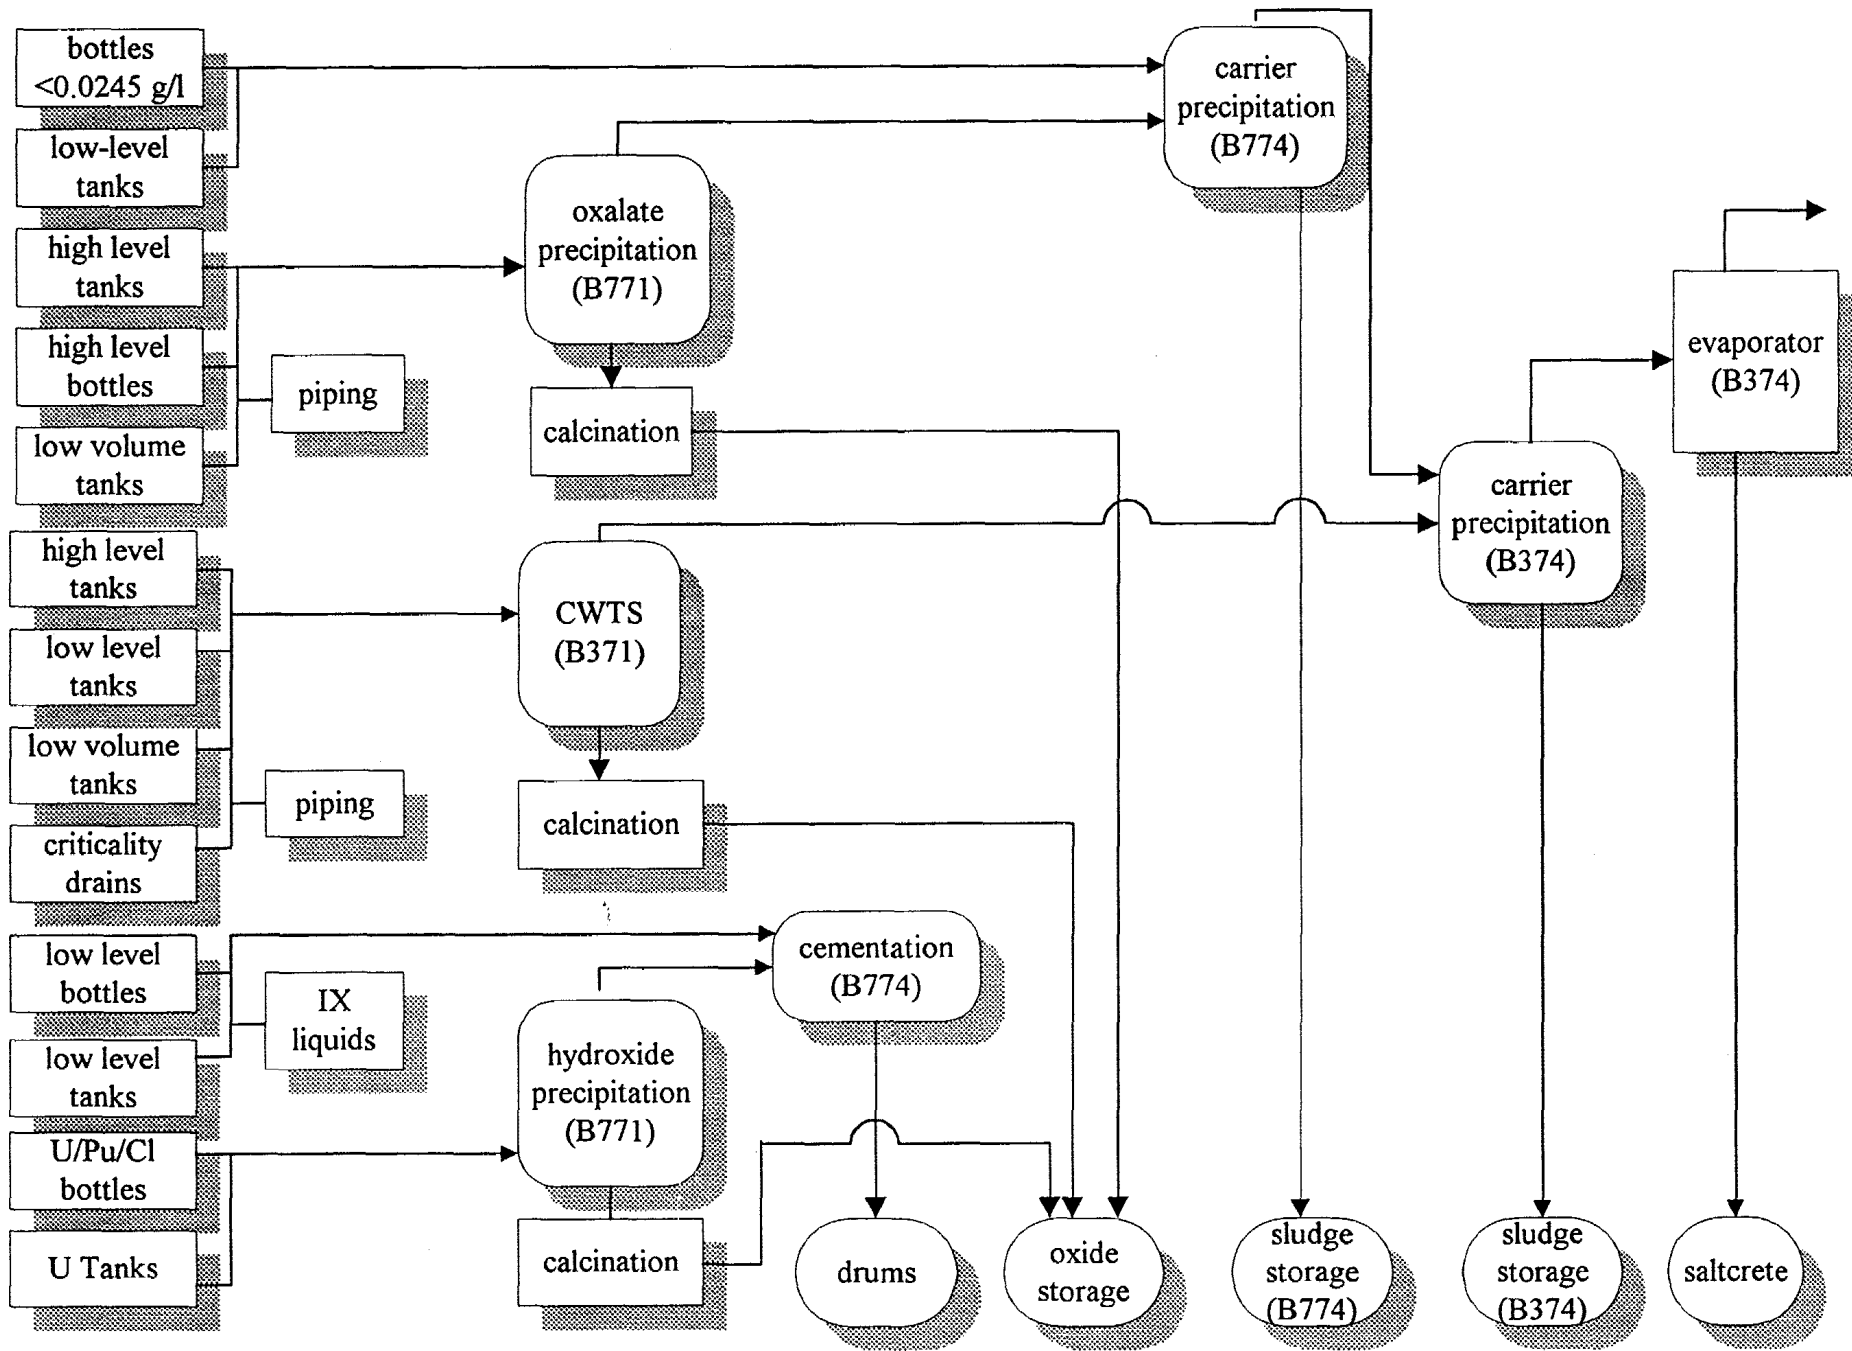 bottles
<0.0245 g/l
low-level
tanks
high level
tanks
high level
bottles
low volume
tanks
piping
oxalate
precipitation
(B771)
calcination
carrier
precipitation
(B774)
evaporator
(B374)
carrier
precipitation
(B374)
high level
tanks
low level
tanks
low volume
tanks
criticality
drains
piping
CWTS
(B371)
calcination
low level
bottles
low level
tanks
IX
liquids
U/Pu/Cl
bottles
U Tanks
cementation
(B774)
hydroxide
precipitation
(B771)
calcination
drums
oxide
storage
sludge
storage
(B774)
sludge
storage
(B374)
saltcrete